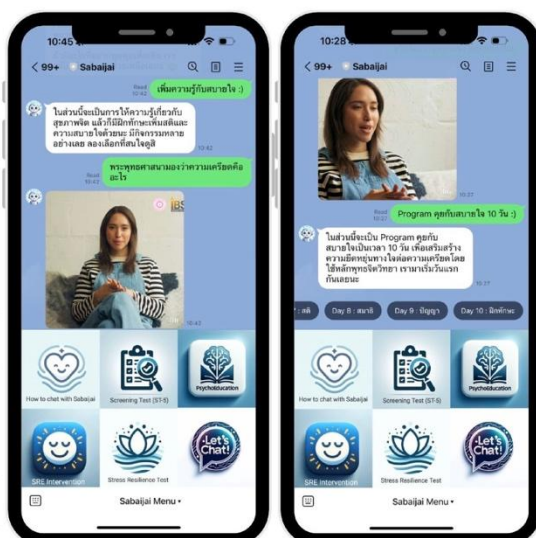 10:45
< 99+ Sabaijai
Read
10:42
เพิ่มความรู้กับสบายใจ :)
ในส่วนนี้จะเป็นการให้ความรู้เกี่ยวกับ
สุขภาพจิต แล้วก็มีฝึกทักษะเพิ่มสติและ
ความสบายใจด้วยนะ มีกิจกรรมหลาย
อย่างเลย ลองเลือกที่สนใจดูสิ
10:42
พระพุทธศาสนามองว่าความเครียดคือ
อะไร
Read
10:43
How to chat with Sabaijai
Screening Test (ST-5)
PsychoEducation
SRE Intervention
Stress Resilience Test
Let's
Chat!
Sabaijai Menu
10:28
< 99+ Sabaijai
10:27
Read
10:27
Program คุยกับสบายใจ 10 วัน :)
ในส่วนนี้จะเป็น Program คุยกับ
สบายใจเป็นเวลา 10 วัน เพื่อเสริมสร้าง
ความยืดหยุ่นทางใจต่อความเครียดโดย
ใช้หลักพุทธจิตวิทยา เรามาเริ่มวันแรก
กันเลยนะ
10:27
: สติ
Day 8 : สมาธิ
Day 9 : ปัญญา
Day 10 : ฝึกทักษะ
How to chat with Sabaijai
Screening Test (ST-5)
PsychoEducation
SRE Intervention
Stress Resilience Test
Let's
Chat!
Sabaijai Menu